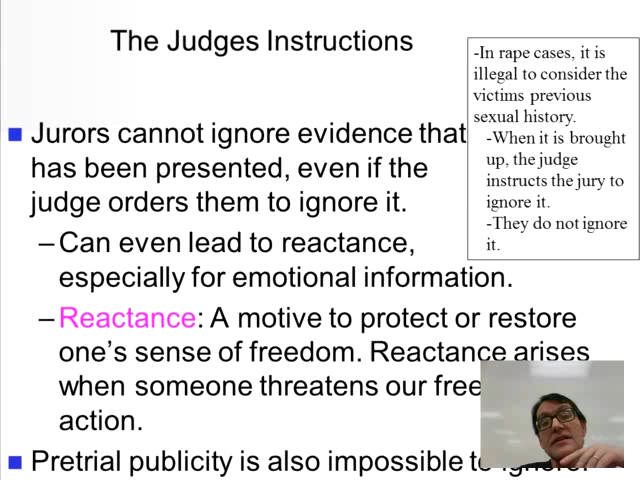 The Judges Instructions
-In rape cases, it is
illegal to consider the
victims previous
sexual history.
-When it is brought
up, the judge
instructs the jury to
ignore it.
-They do not ignore
it.
Jurors cannot ignore evidence that
has been presented, even if the
judge orders them to ignore it.
–Can even lead to reactance,
especially for emotional information.
–Reactance: A motive to protect or restore
one's sense of freedom. Reactance arises
when someone threatens our
action.
Pretrial publicity is also impossible